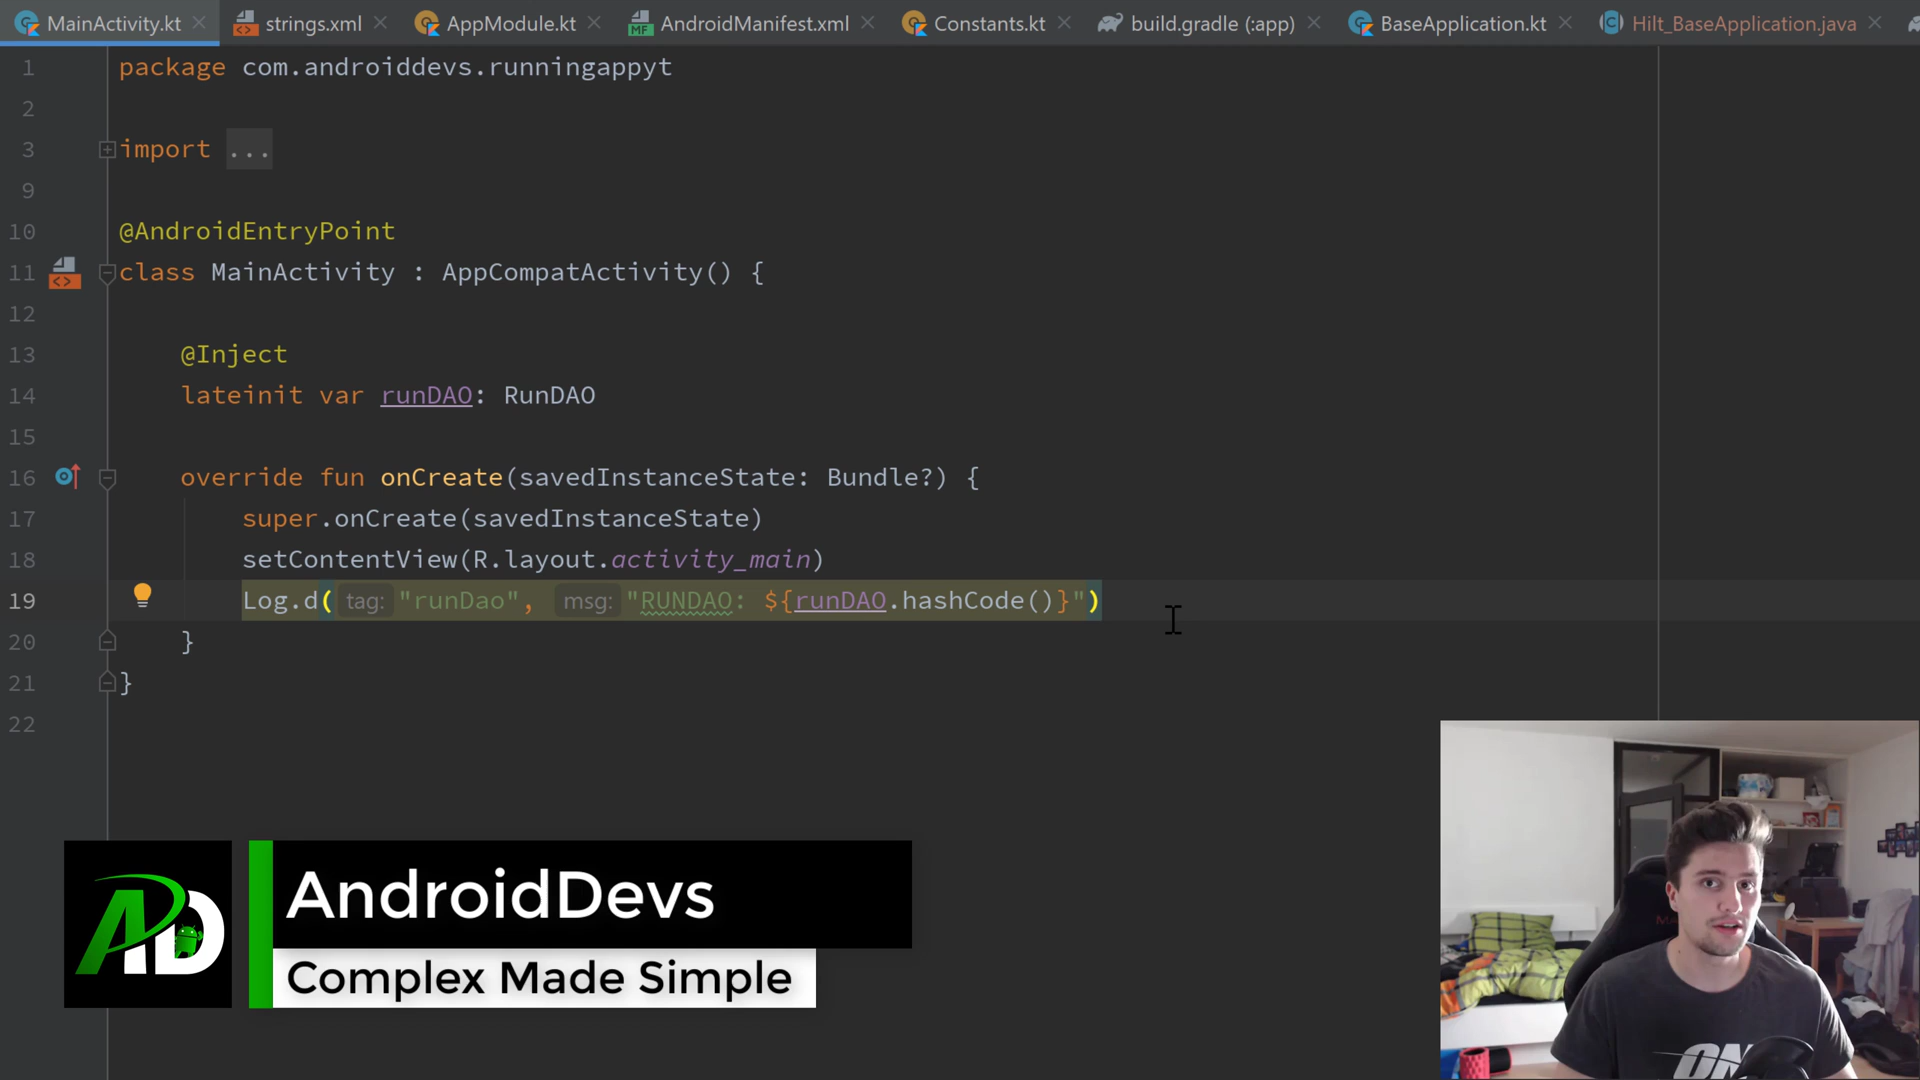 MainActivity.kt strings.xml AppModule.kt AndroidManifest.xml Constants.kt build.gradle (:app) BaseApplication.kt Hilt_BaseApplication.java
1 package com.androiddevs.runningappyt
2
3 import ...
9
10 @AndroidEntryPoint
11 class MainActivity : AppCompatActivity() {
12
13 @Inject
14 lateinit var runDAO: RunDAO
15
16 override fun onCreate(savedInstanceState: Bundle?) {
17 super.onCreate(savedInstanceState)
18 setContentView(R.layout.activity_main)
19 Log.d( tag: "runDao", msg: "RUNDAO: ${runDAO.hashCode()}")
20 }
21 }
22
AD
AndroidDevs
Complex Made Simple